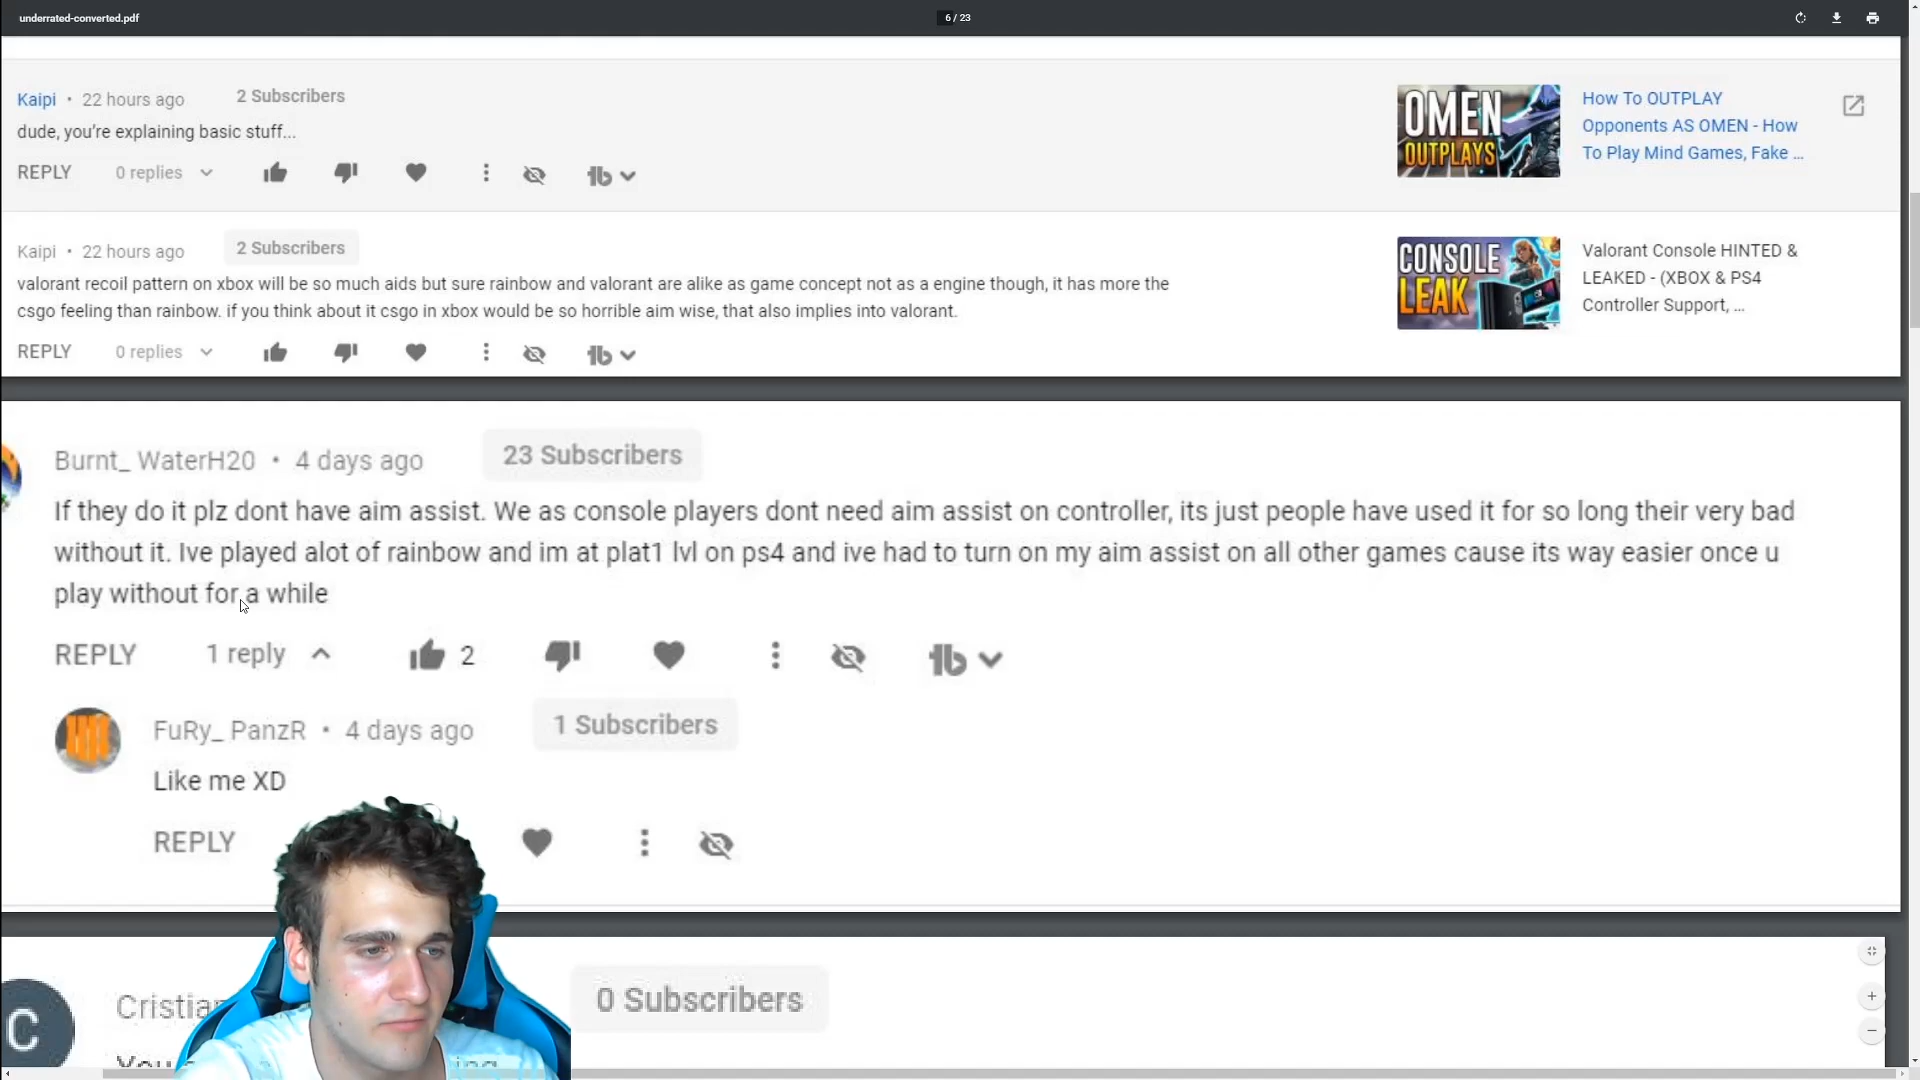 underrated-converted.pdf
6 / 23
Kaipi • 22 hours ago 2 Subscribers
dude, you're explaining basic stuff...
REPLY 0 replies
OMEN
OUTPLAYS
How To OUTPLAY
Opponents AS OMEN - How
To Play Mind Games, Fake ...
Kaipi • 22 hours ago 2 Subscribers
valorant recoil pattern on xbox will be so much aids but sure rainbow and valorant are alike as game concept not as a engine though, it has more the
csgo feeling than rainbow. if you think about it csgo in xbox would be so horrible aim wise, that also implies into valorant.
REPLY 0 replies
CONSOLE
LEAK
Valorant Console HINTED &
LEAKED - (XBOX & PS4
Controller Support, ...
Burnt_ WaterH20 • 4 days ago 23 Subscribers
If they do it plz dont have aim assist. We as console players dont need aim assist on controller, its just people have used it for so long their very bad
without it. Ive played alot of rainbow and im at plat1 lvl on ps4 and ive had to turn on my aim assist on all other games cause its way easier once u
play without for a while
REPLY 1 reply 2
FuRy_ PanzR • 4 days ago 1 Subscribers
Like me XD
REPLY
C
0 Subscribers